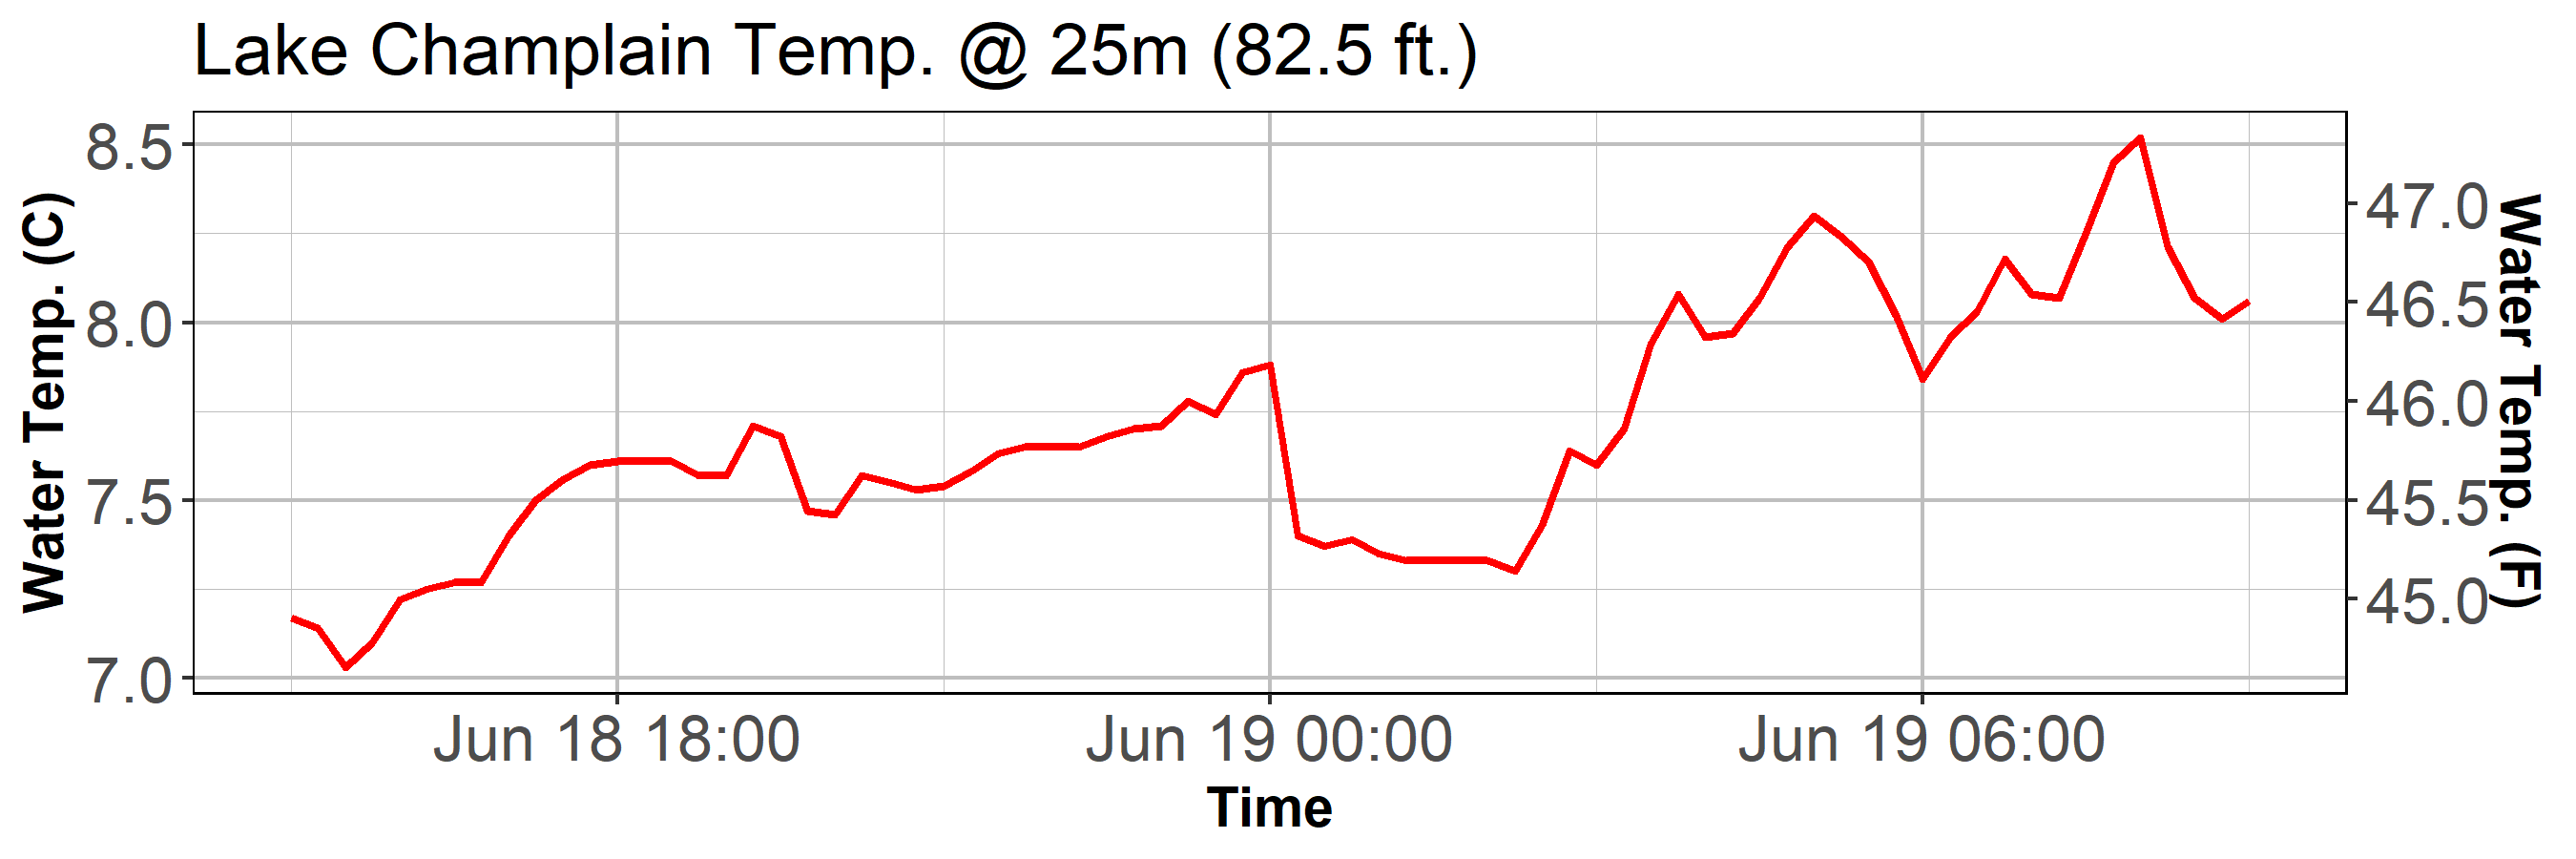 Lake Champlain Temp. @ 25m (82.5 ft.)
Water Temp. (C)
8.5
8.0
7.5
7.0
47.0
46.5
46.0
45.5
45.0
Water Temp. (F)
Jun 18 18:00
Jun 19 00:00
Jun 19 06:00
Time